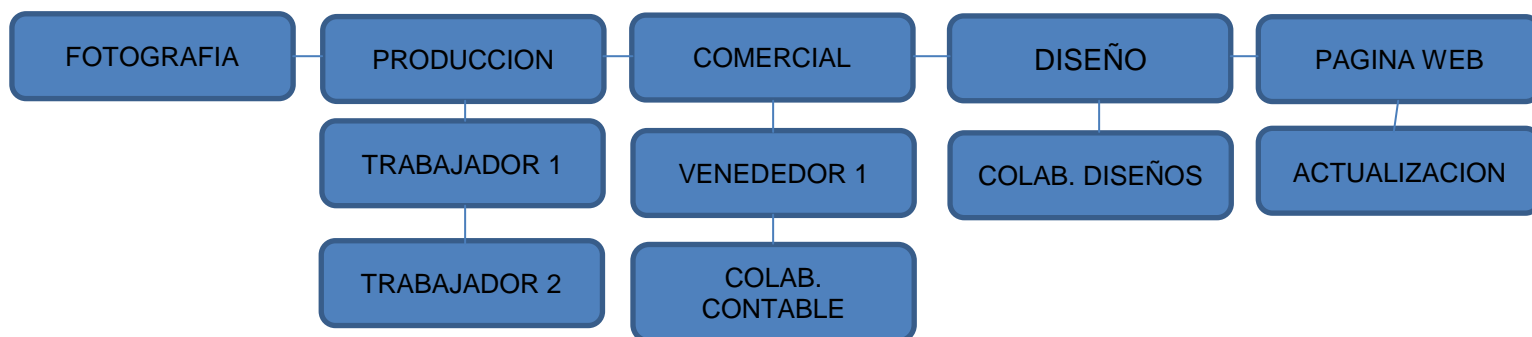 FOTOGRAFIA
PRODUCCION
COMERCIAL
DISEÑO
PAGINA WEB
TRABAJADOR 1
VENEDEDOR 1
COLAB. DISEÑOS
ACTUALIZACION
TRABAJADOR 2
COLAB.
CONTABLE